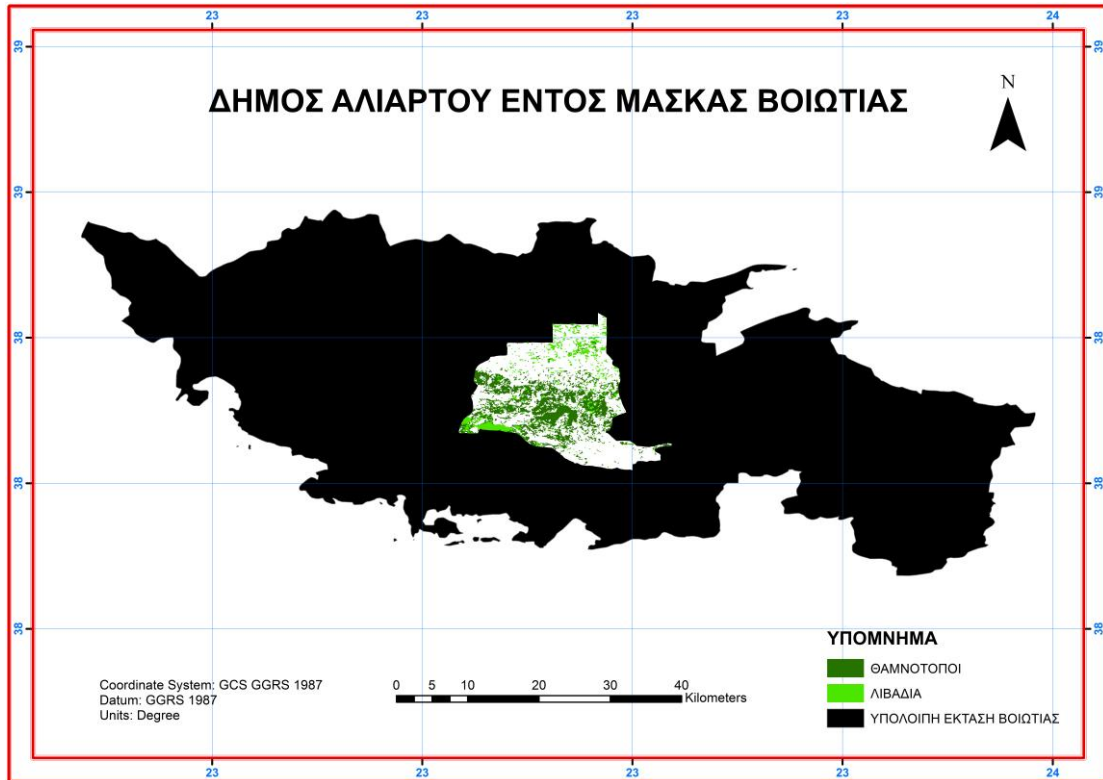 23 23 23 23 24
39
ΔΗΜΟΣ ΑΛΙΑΡΤΟΥ ΕΝΤΟΣ ΜΑΣΚΑΣ ΒΟΙΩΤΙΑΣ
N
39 39
39 39
38 38
38 38
38 38
ΥΠΟΜΝΗΜΑ
ΘΑΜΝΟΤΟΠΟΙ
ΛΙΒΑΔΙΑ
ΥΠΟΛΟΙΠΗ ΕΚΤΑΣΗ ΒΟΙΩΤΙΑΣ
Coordinate System: GCS GGRS 1987
Datum: GGRS 1987
Units: Degree
0 5 10 20 30 40
Kilometers
23 23 23 23 24